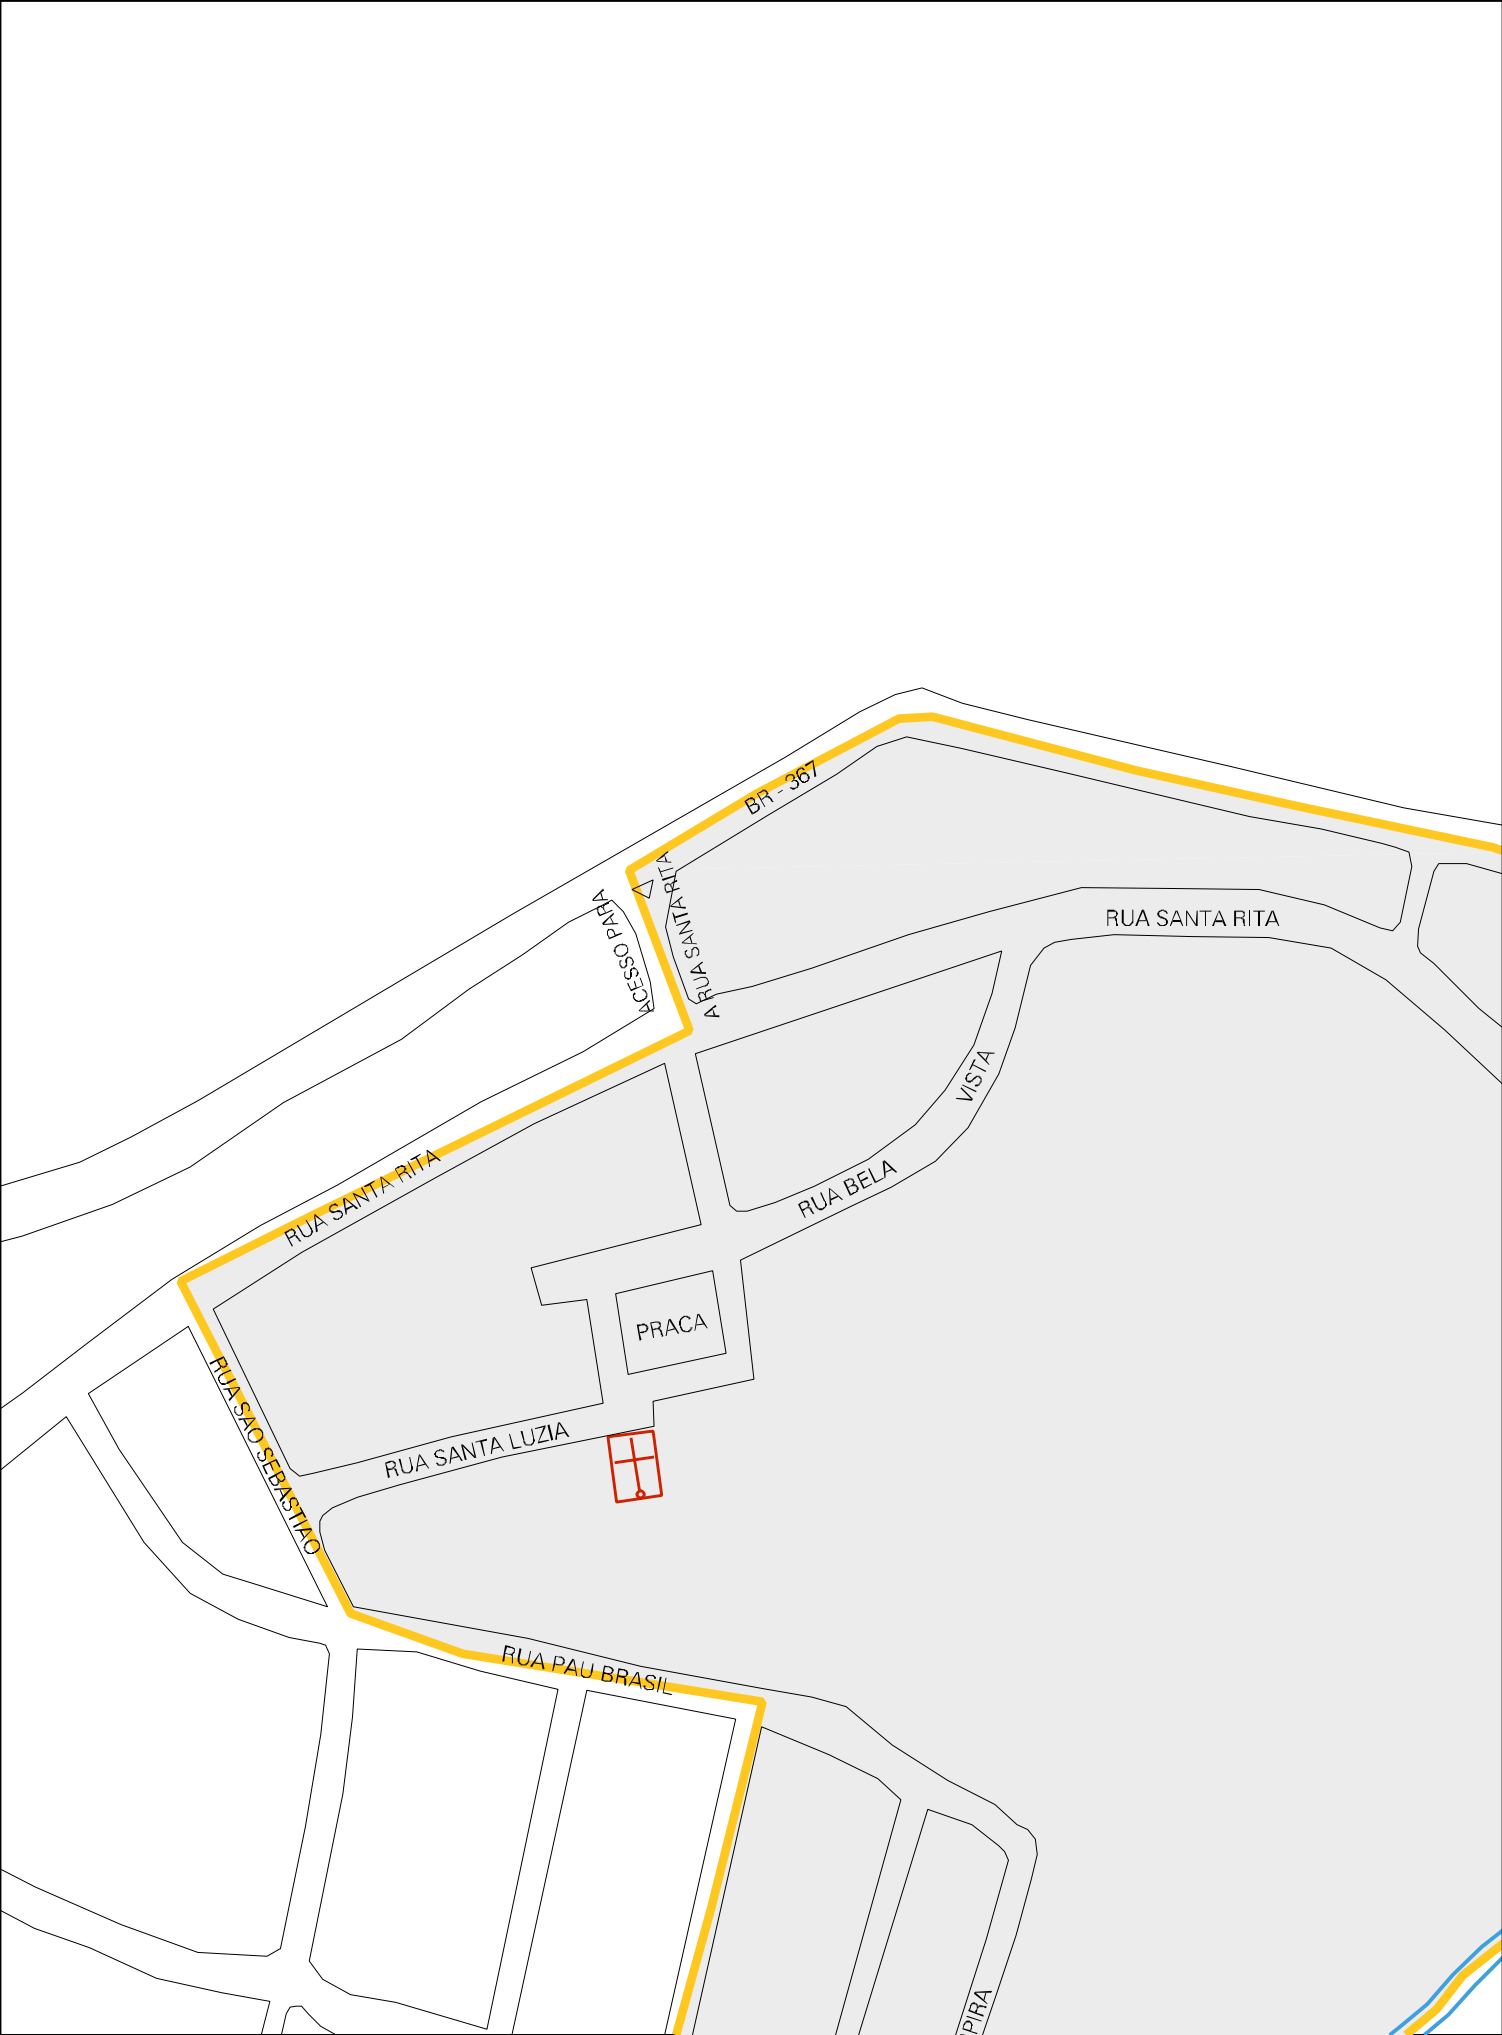 BR - 367
ACESSO PARA
A RUA SANTA RITA
RUA SANTA RITA
VISTA
RUA BELA
RUA SANTA RITA
PRACA
RUA SAO SEBASTIAO
RUA SANTA LUZIA
RUA PAU BRASIL
PIRA